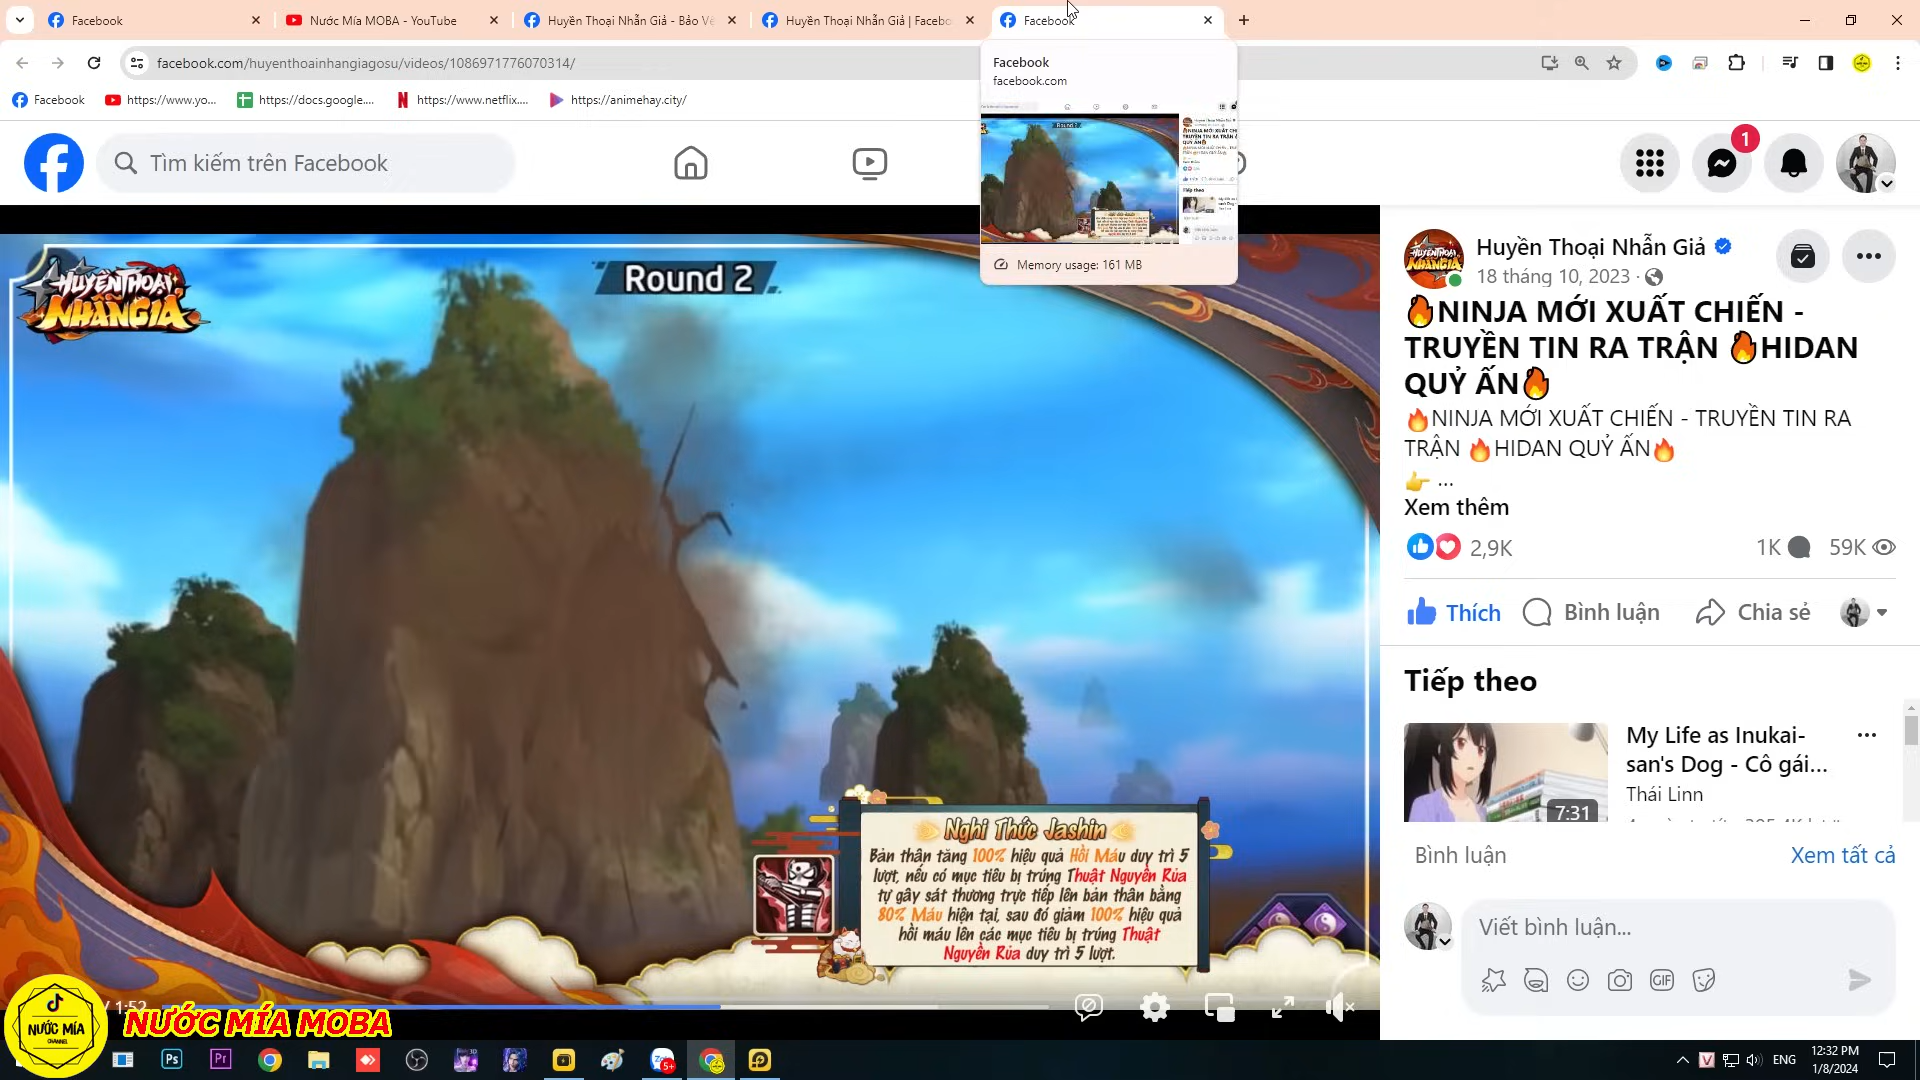 Facebook
Nước Mía MOBA - YouTube
Huyền Thoại Nhẫn Giả - Bảo Vệ
Huyền Thoại Nhẫn Giả | Facebo
Facebook
facebook.com/huyenthoainhangiagosu/videos/1086971776070314/
Facebook
facebook.com
Memory usage: 161 MB
Facebook
https://www.yo...
https://docs.google....
https://www.netflix....
https://animehay.city/
Tìm kiếm trên Facebook
1
HUYỀN THOẠI
NHẪN GIẢ
Round 2
Nghi Thức Jashin
Bản thân tăng 100% hiệu quả Hồi Máu duy trì 5
lượt, nếu có mục tiêu bị trúng Thuật Nguyền Rủa
tự gây sát thương trực tiếp lên bản thân bằng
80% Máu hiện tại, sau đó giảm 100% hiệu quả
hồi máu lên các mục tiêu bị trúng Thuật
Nguyền Rủa duy trì 5 lượt.
/ 1:52
NƯỚC MÍA
CHANNEL
NƯỚC MÍA MOBA
Huyền Thoại Nhẫn Giả
18 tháng 10, 2023 ·
🔥NINJA MỚI XUẤT CHIẾN -
TRUYỀN TIN RA TRẬN 🔥HIDAN
QUỶ ẤN🔥
🔥NINJA MỚI XUẤT CHIẾN - TRUYỀN TIN RA
TRẬN 🔥HIDAN QUỶ ẤN🔥
👉 ...
Xem thêm
2,9K
1K
59K
Thích
Bình luận
Chia sẻ
Tiếp theo
My Life as Inukai-
san's Dog - Cô gái...
Thái Linn
7:31
Bình luận
Xem tất cả
Viết bình luận...
GIF
Ps
Pr
5+
ENG
12:32 PM
1/8/2024